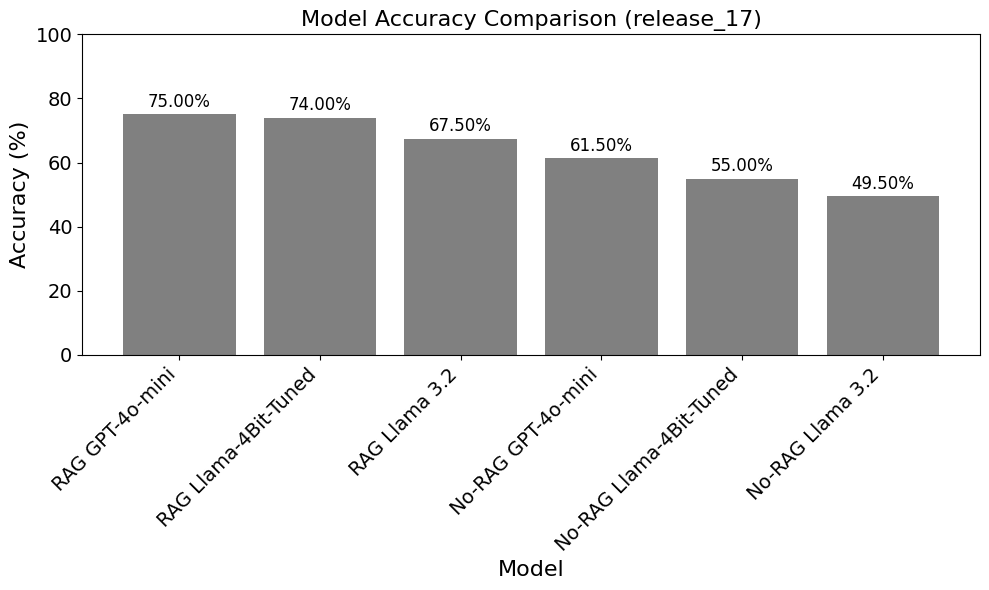 Model Accuracy Comparison (release_17)
Accuracy (%)
100
80
60
40
20
0
75.00%
74.00%
67.50%
61.50%
55.00%
49.50%
RAG GPT-4o-mini
RAG Llama-4Bit-Tuned
RAG Llama 3.2
No-RAG GPT-4o-mini
No-RAG Llama-4Bit-Tuned
No-RAG Llama 3.2
Model